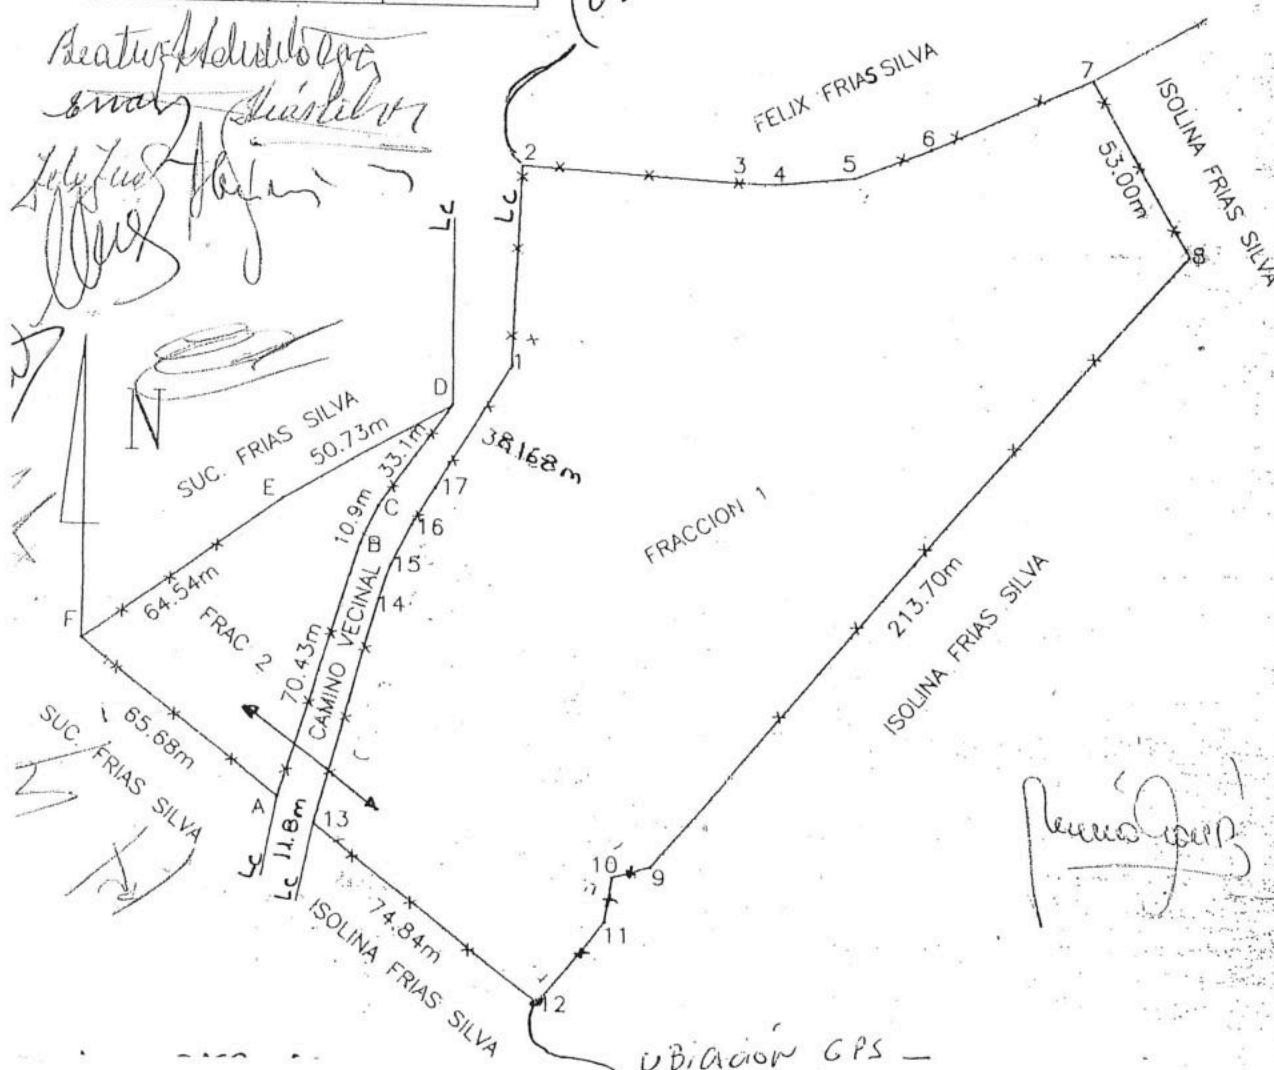 Beatriz
FELIX FRIAS SILVA
7
ISOLINA FRIAS SILVA
53.00m
8
2
3
4
5
6
Lc
Lc
1
N
D
SUC. FRIAS SILVA
50.73m
33.1m
38.168m
E
C
17
10.9m
16
B
15
FRACCION 1
14
64.54m
F
FRAC 2
CAMINO VECINAL
70.43m
213.70m
ISOLINA FRIAS SILVA
65.68m
SUC. FRIAS SILVA
A
13
11.8m
Lc
Lc
10
9
11
74.84m
ISOLINA FRIAS SILVA
12
UBicación GPS _